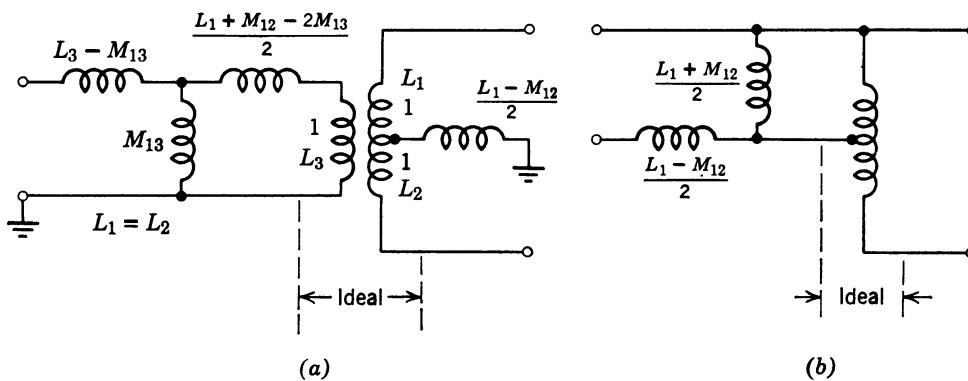 L₃ − M₁₃
(L₁ + M₁₂ − 2M₁₃)/2
M₁₃
L₁ = L₂
1
L₃
L₁
1
1
L₂
(L₁ − M₁₂)/2
Ideal
(a)
(L₁ + M₁₂)/2
(L₁ − M₁₂)/2
Ideal
(b)